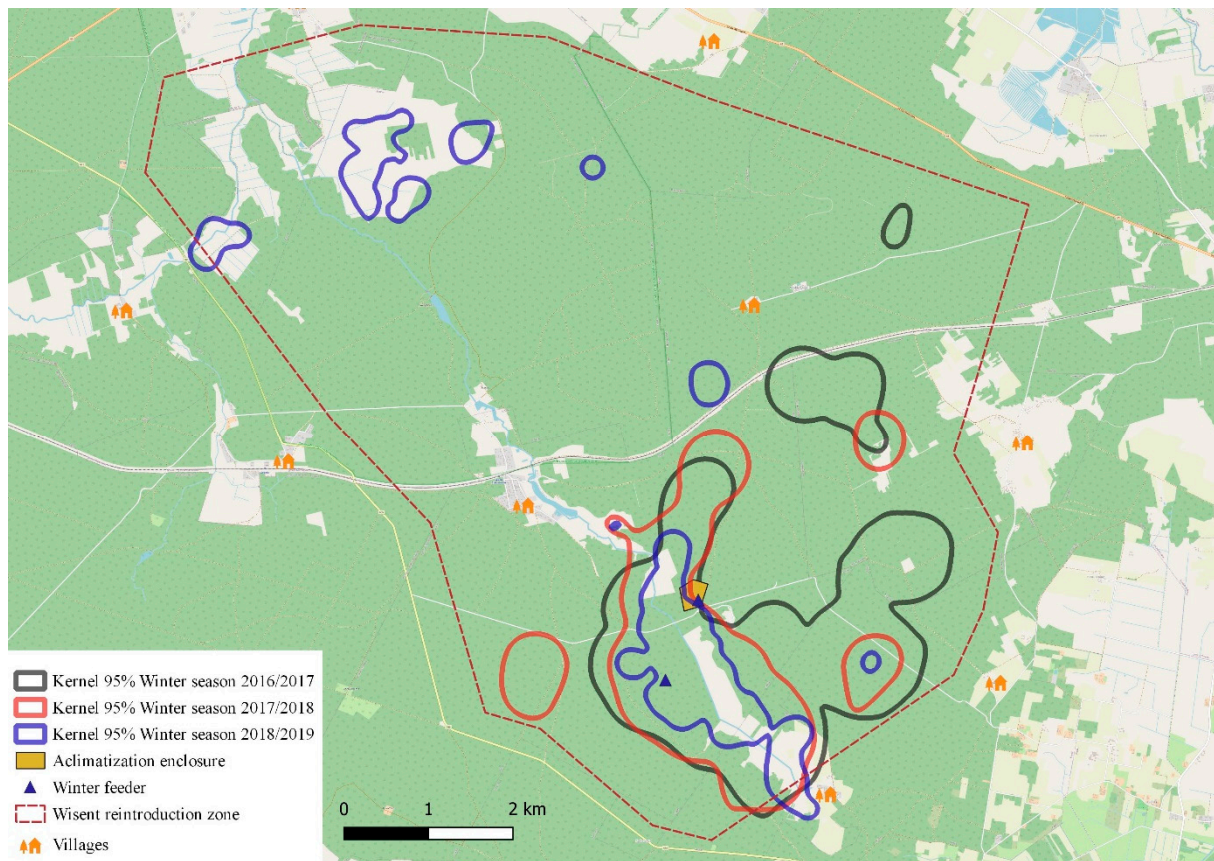 Kernel 95% Winter season 2016/2017
Kernel 95% Winter season 2017/2018
Kernel 95% Winter season 2018/2019
Aclimatization enclosure
Winter feeder
Wisent reintroduction zone
Villages
0 1 2 km